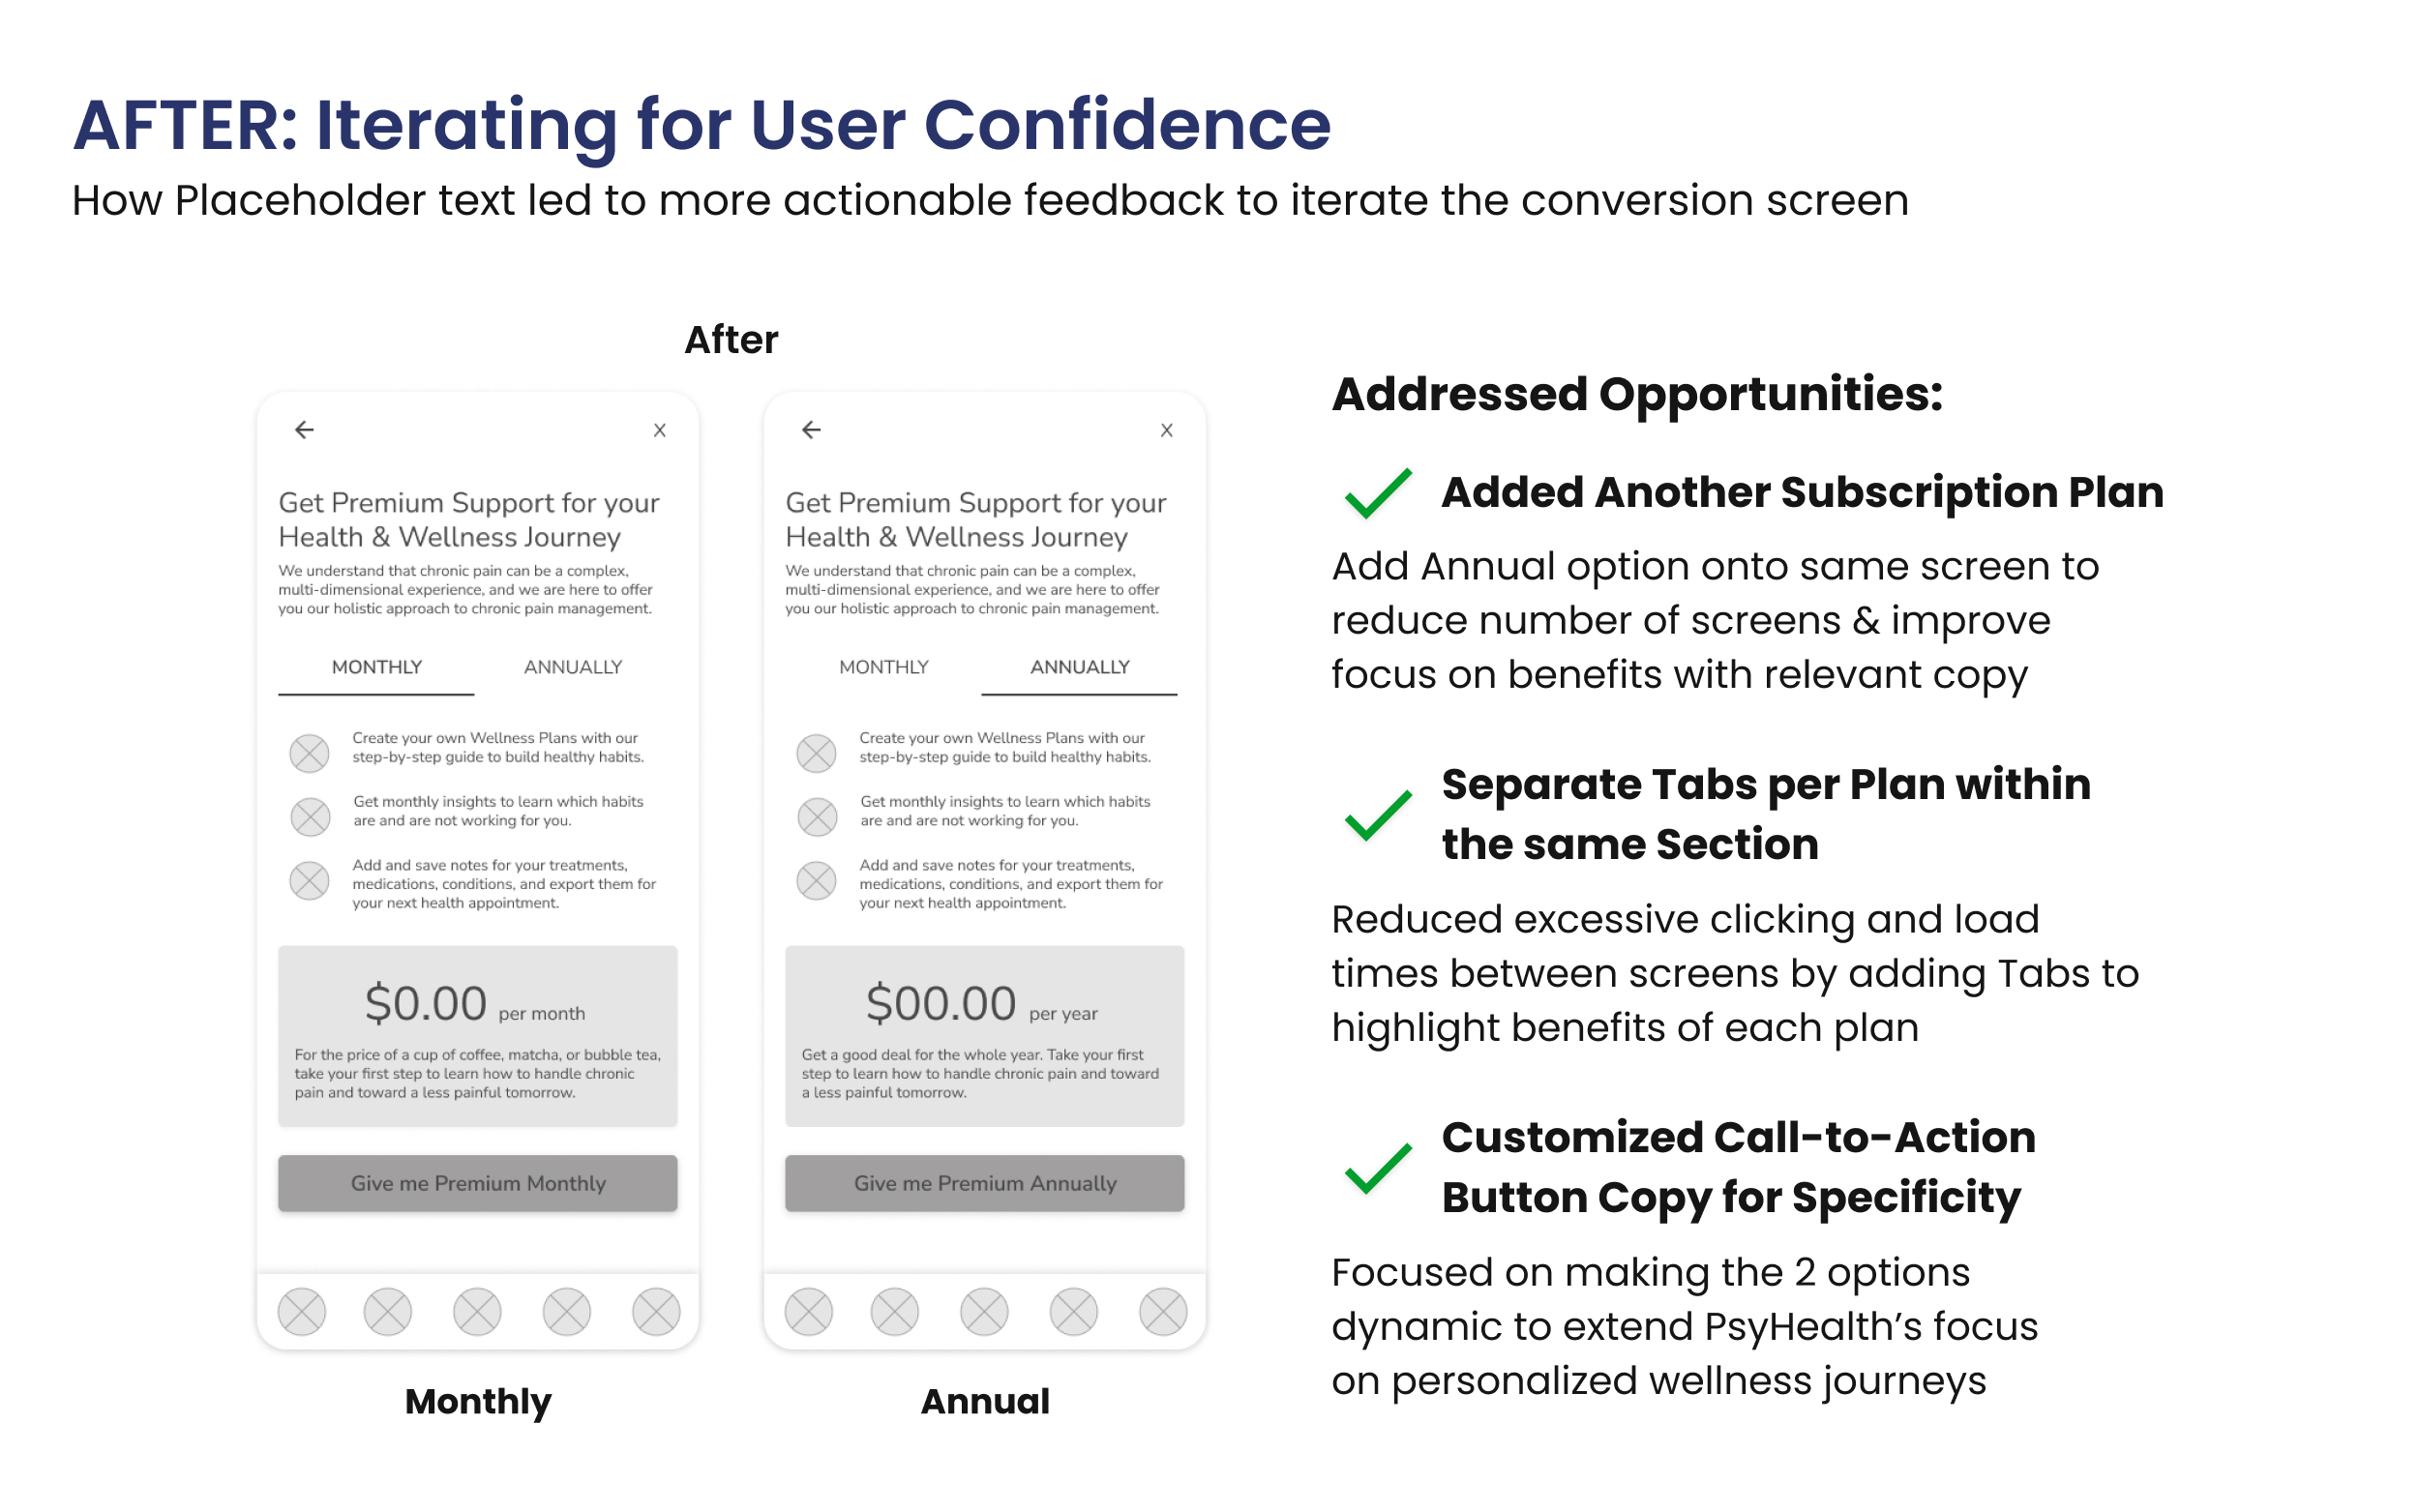 AFTER: Iterating for User Confidence
How Placeholder text led to more actionable feedback to iterate the conversion screen
After
X
Get Premium Support for your
Health & Wellness Journey
We understand that chronic pain can be a complex,
multi-dimensional experience, and we are here to offer
you our holistic approach to chronic pain management.
MONTHLY ANNUALLY
Create your own Wellness Plans with our
step-by-step guide to build healthy habits.
Get monthly insights to learn which habits
are and are not working for you.
Add and save notes for your treatments,
medications, conditions, and export them for
your next health appointment.
$0.00 per month
For the price of a cup of coffee, matcha, or bubble tea,
take your first step to learn how to handle chronic
pain and toward a less painful tomorrow.
Give me Premium Monthly
Monthly
X
Get Premium Support for your
Health & Wellness Journey
We understand that chronic pain can be a complex,
multi-dimensional experience, and we are here to offer
you our holistic approach to chronic pain management.
MONTHLY ANNUALLY
Create your own Wellness Plans with our
step-by-step guide to build healthy habits.
Get monthly insights to learn which habits
are and are not working for you.
Add and save notes for your treatments,
medications, conditions, and export them for
your next health appointment.
$00.00 per year
Get a good deal for the whole year. Take your first
step to learn how to handle chronic pain and toward
a less painful tomorrow.
Give me Premium Annually
Annual
Addressed Opportunities:
Added Another Subscription Plan
Add Annual option onto same screen to
reduce number of screens & improve
focus on benefits with relevant copy
Separate Tabs per Plan within
the same Section
Reduced excessive clicking and load
times between screens by adding Tabs to
highlight benefits of each plan
Customized Call-to-Action
Button Copy for Specificity
Focused on making the 2 options
dynamic to extend PsyHealth’s focus
on personalized wellness journeys